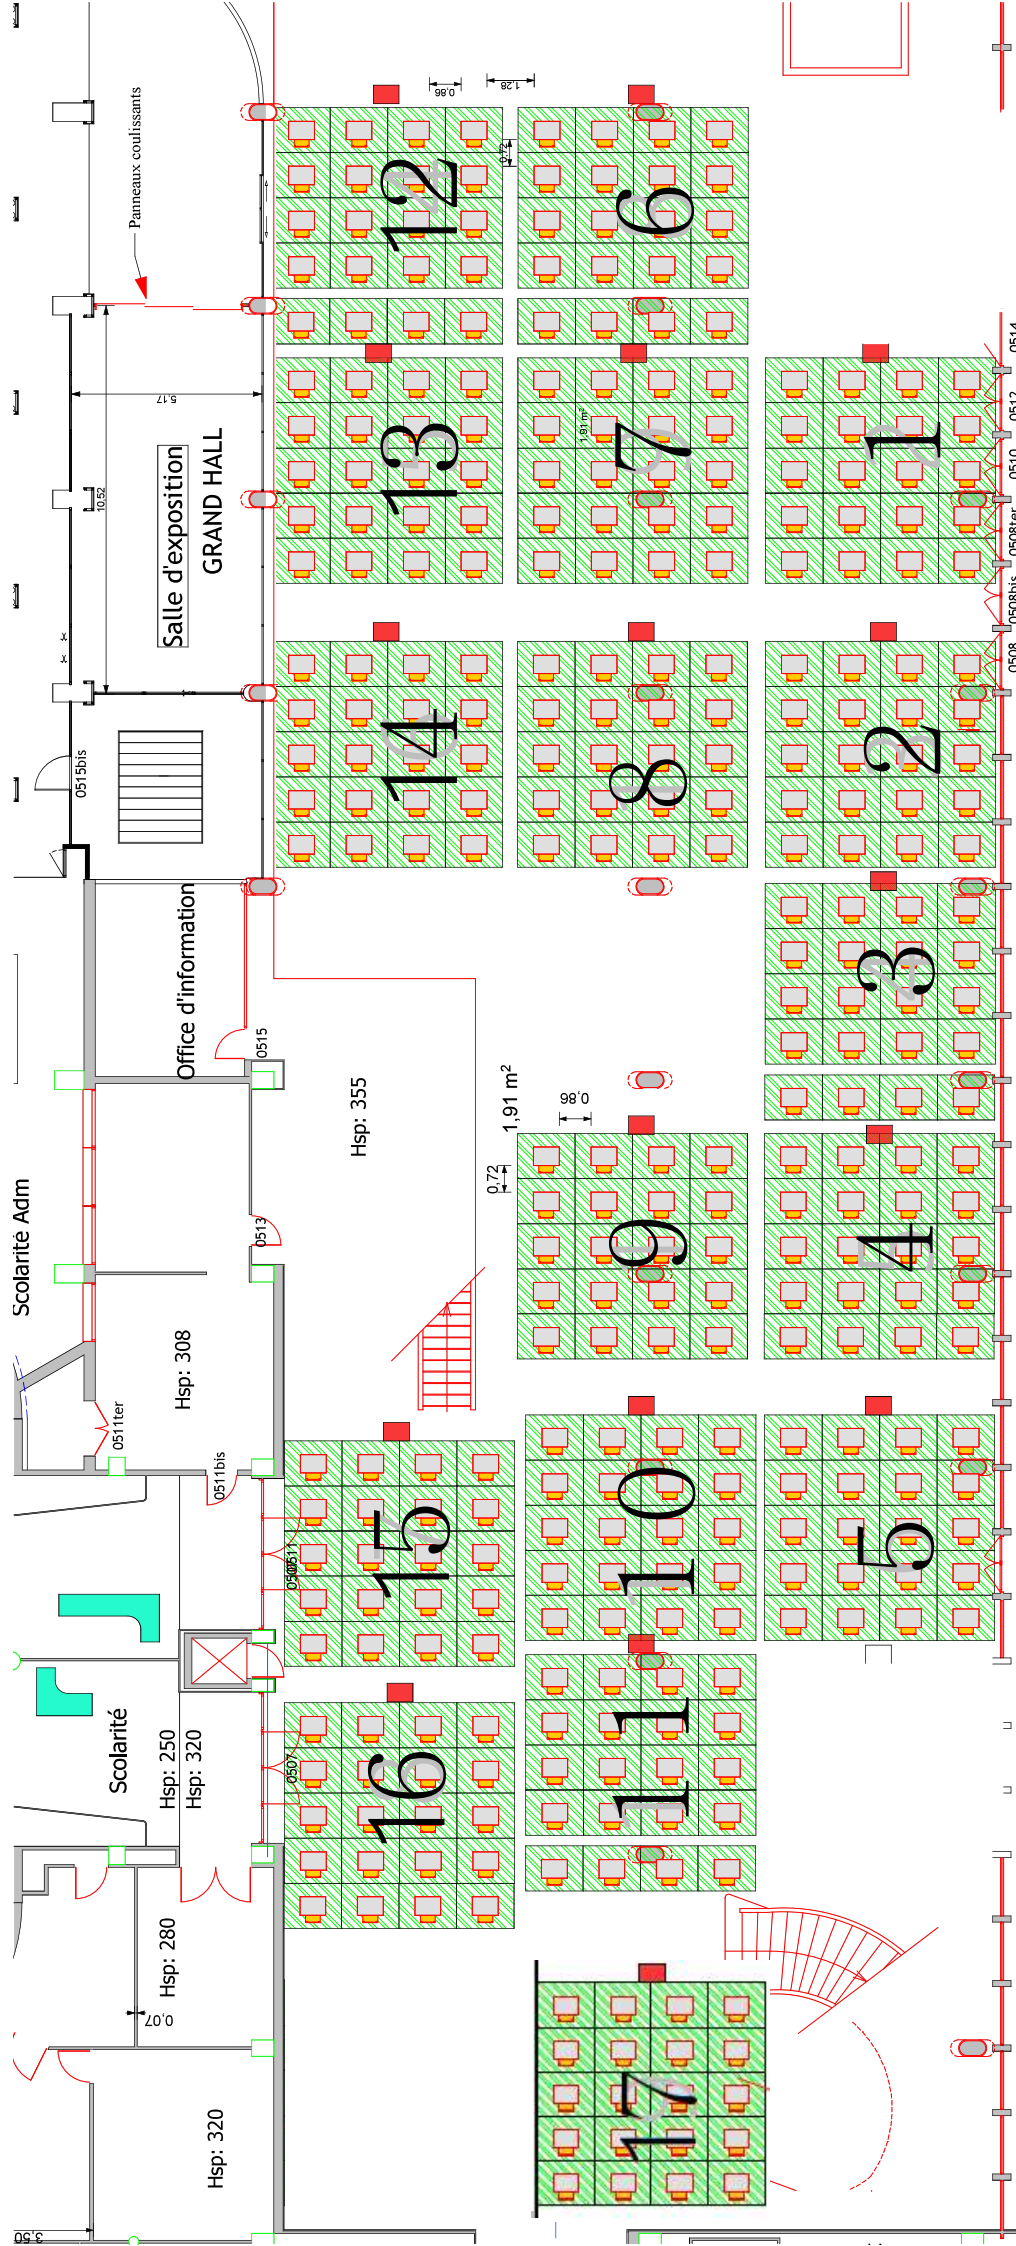 Panneaux coulissants
0,86
1,28
0,72
12
6
5,17
10,52
Salle d'exposition
GRAND HALL
13
7
1,91 m²
1
0514
0512
0510
0508ter
0508bis
0508
14
8
2
0515bis
Office d'information
0515
3
Hsp: 355
1,91 m²
0,86
0,72
Scolarité Adm
0513
9
4
Hsp: 308
0511ter
0511bis
15
10
5
0511
Scolarité
Hsp: 250
Hsp: 320
0507
16
11
Hsp: 280
0,07
17
Hsp: 320
3,50